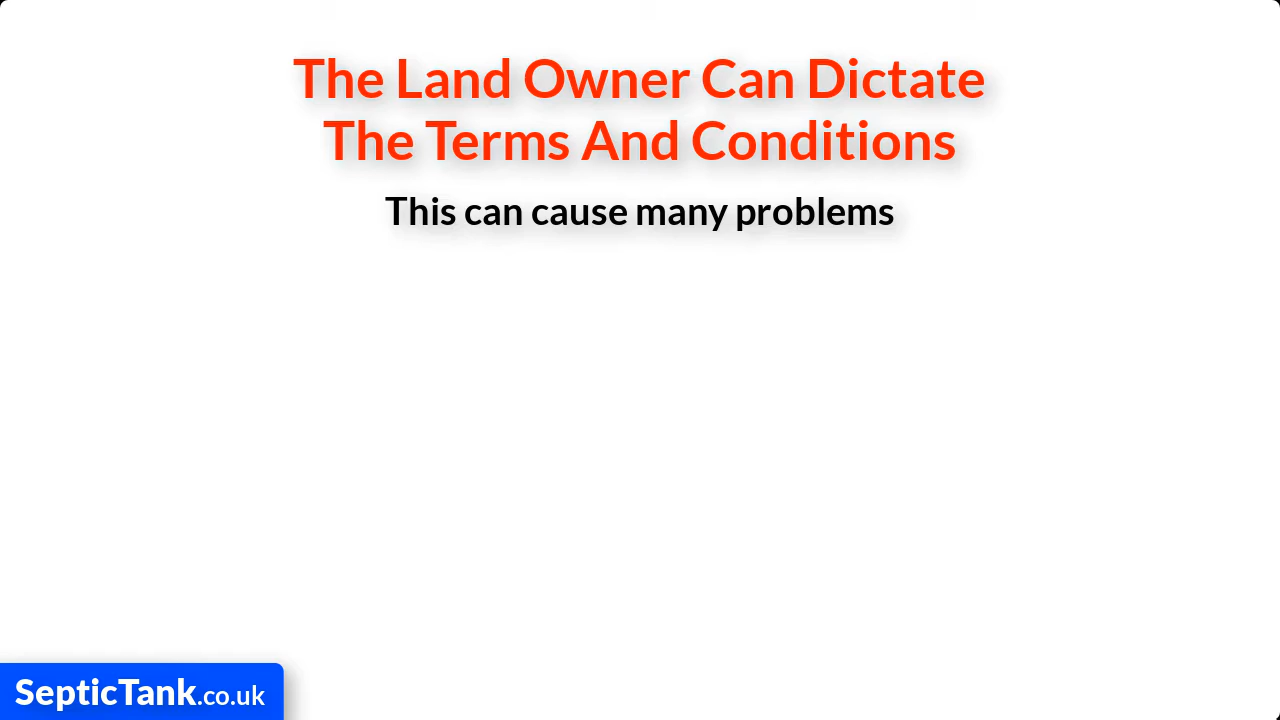 The Land Owner Can Dictate
The Terms And Conditions
This can cause many problems
SepticTank.co.uk